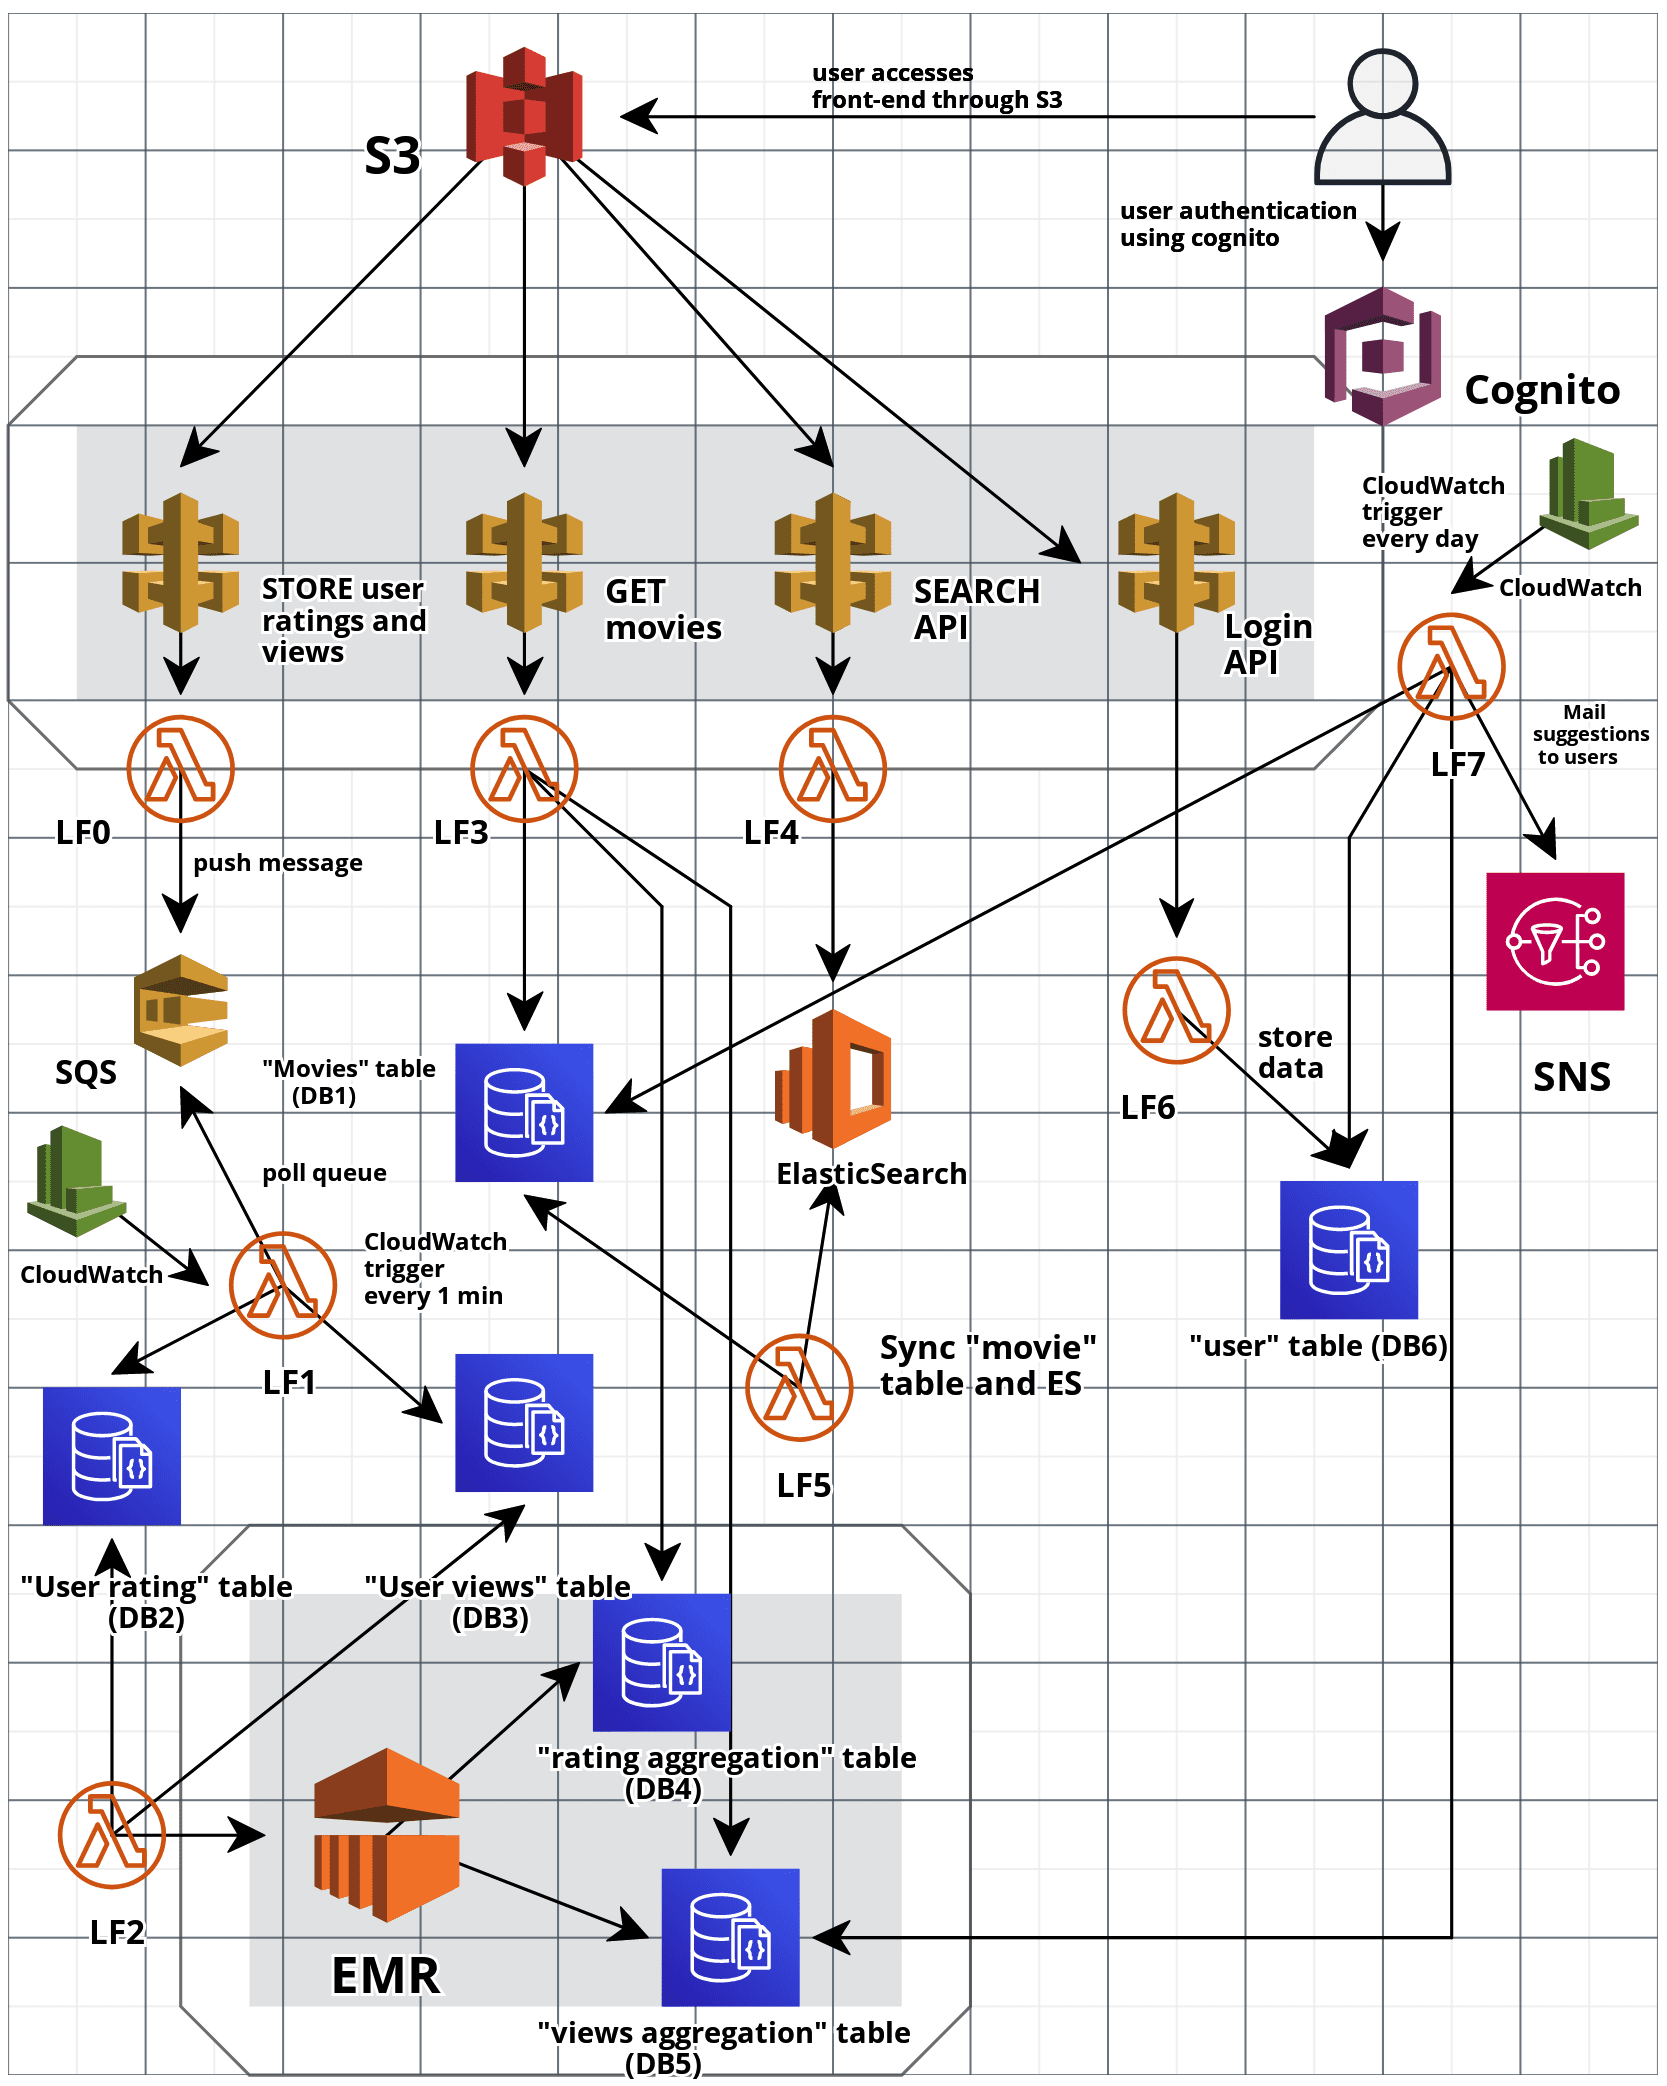 user accesses
front-end through S3
S3
user authentication
using cognito
Cognito
CloudWatch
trigger
every day
CloudWatch
STORE user
ratings and
views
GET
movies
SEARCH
API
Login
API
Mail
suggestions
to users
LF7
LF0
LF3
LF4
push message
SQS
"Movies" table
(DB1)
store
data
SNS
LF6
poll queue
ElasticSearch
CloudWatch
CloudWatch
trigger
every 1 min
LF1
Sync "movie"
table and ES
"user" table (DB6)
LF5
"User rating" table
(DB2)
"User views" table
(DB3)
"rating aggregation" table
(DB4)
LF2
EMR
"views aggregation" table
(DB5)